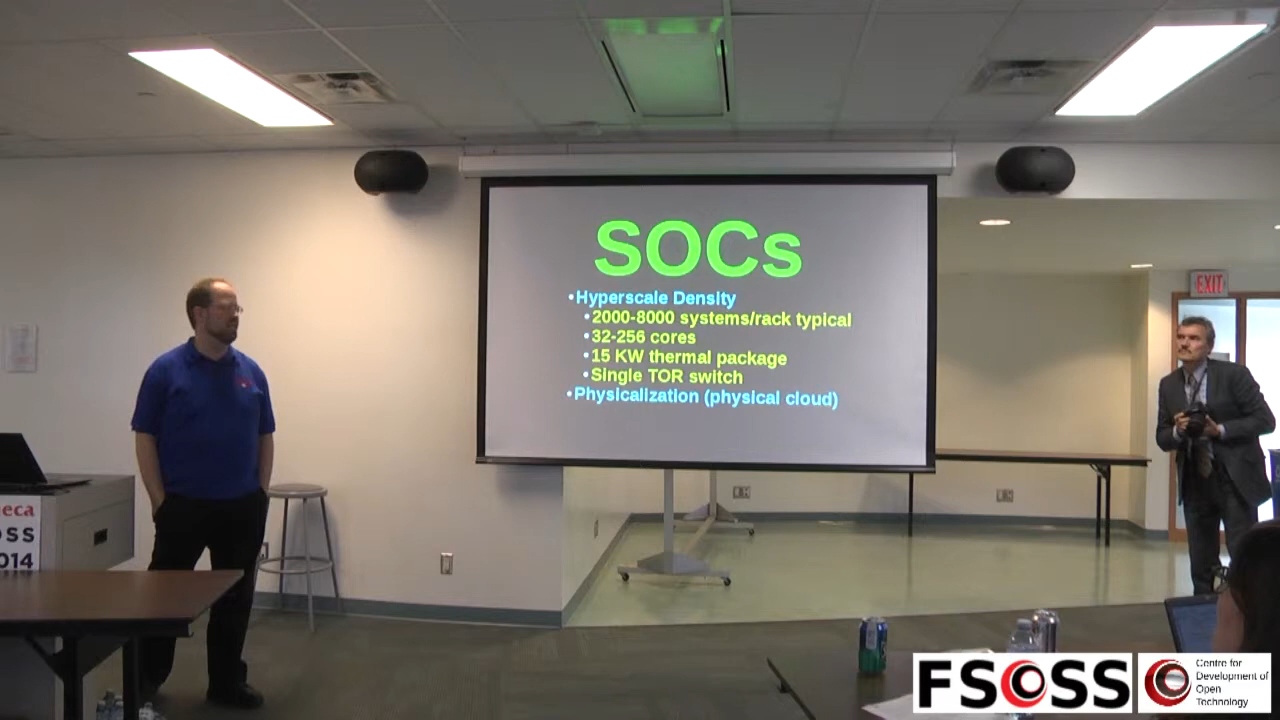 SOCs
•Hyperscale Density
•2000-8000 systems/rack typical
•32-256 cores
•15 KW thermal package
•Single TOR switch
•Physicalization (physical cloud)
EXIT
eca
OSS
014
FSOSS
Centre for
Development of
Open
Technology